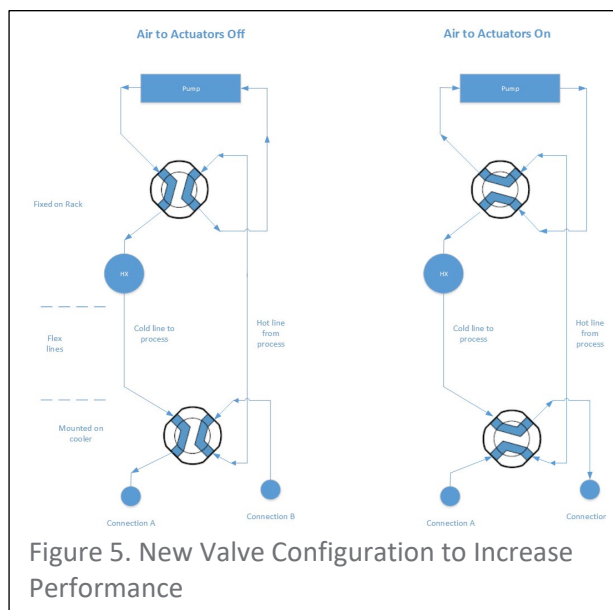 Air to Actuators Off
Air to Actuators On
Pump
Pump
Fixed on Rack
HX
HX
Cold line to
process
Hot line
from
process
Cold line to
process
Hot line
from
process
Flex
lines
Mounted on
cooler
Connection A
Connection B
Connection A
Connection
Figure 5. New Valve Configuration to Increase
Performance